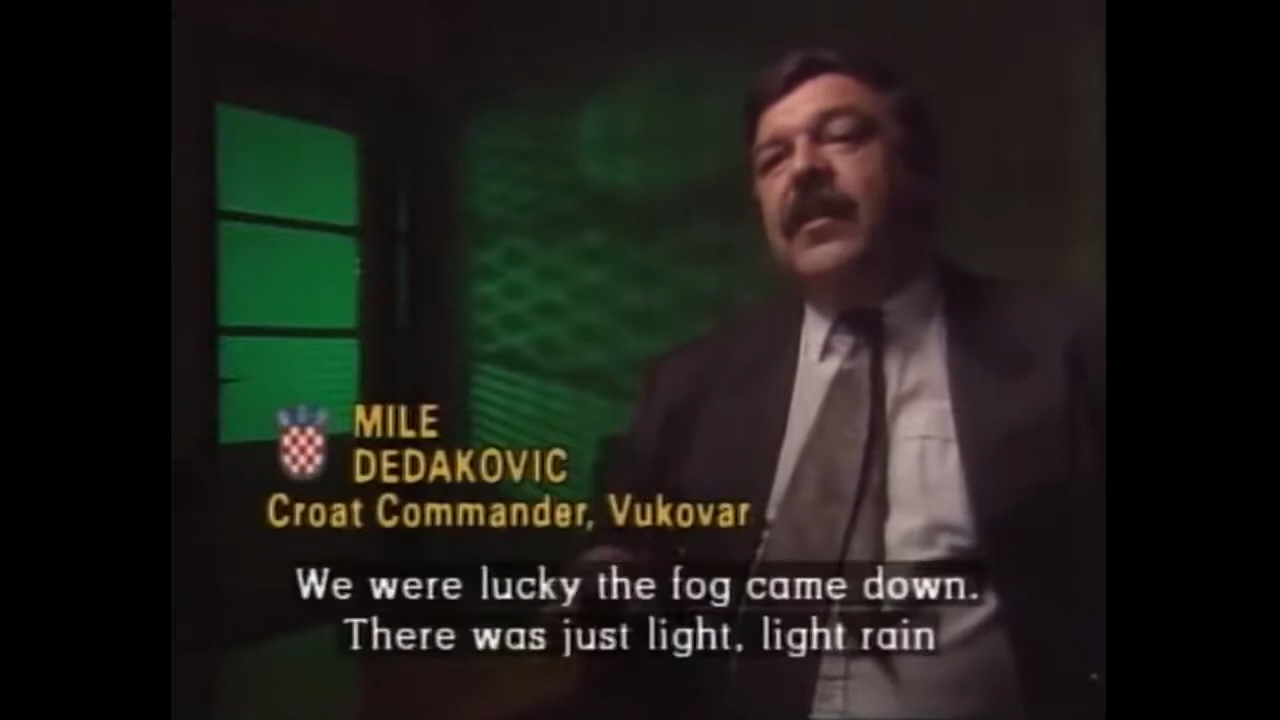 MILE
DEDAKOVIC
Croat Commander, Vukovar
We were lucky the fog came down.
There was just light, light rain